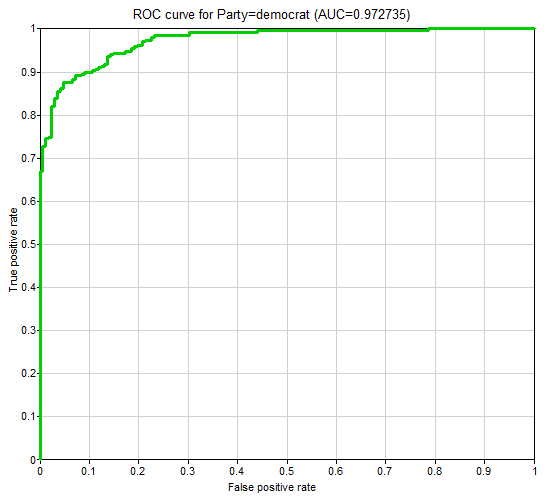 ROC curve for Party=democrat (AUC=0.972735)
1
0.9
0.8
0.7
0.6
0.5
0.4
0.3
0.2
0.1
0
True positive rate
0 0.1 0.2 0.3 0.4 0.5 0.6 0.7 0.8 0.9 1
False positive rate